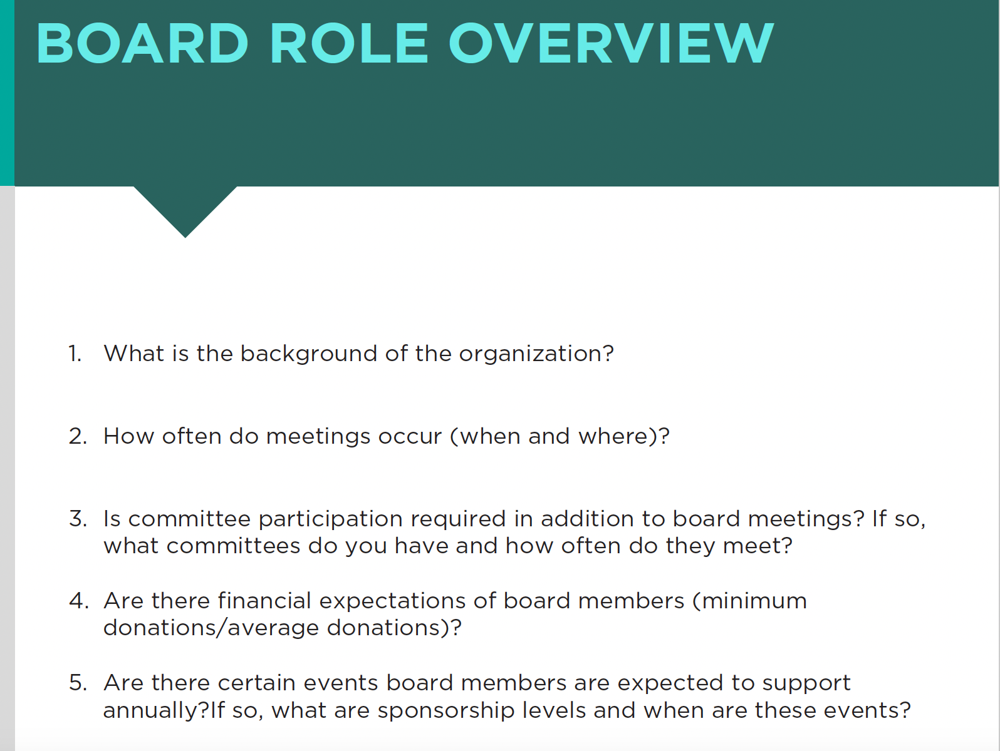 BOARD ROLE OVERVIEW
1. What is the background of the organization?
2. How often do meetings occur (when and where)?
3. Is committee participation required in addition to board meetings? If so,
what committees do you have and how often do they meet?
4. Are there financial expectations of board members (minimum
donations/average donations)?
5. Are there certain events board members are expected to support
annually?If so, what are sponsorship levels and when are these events?